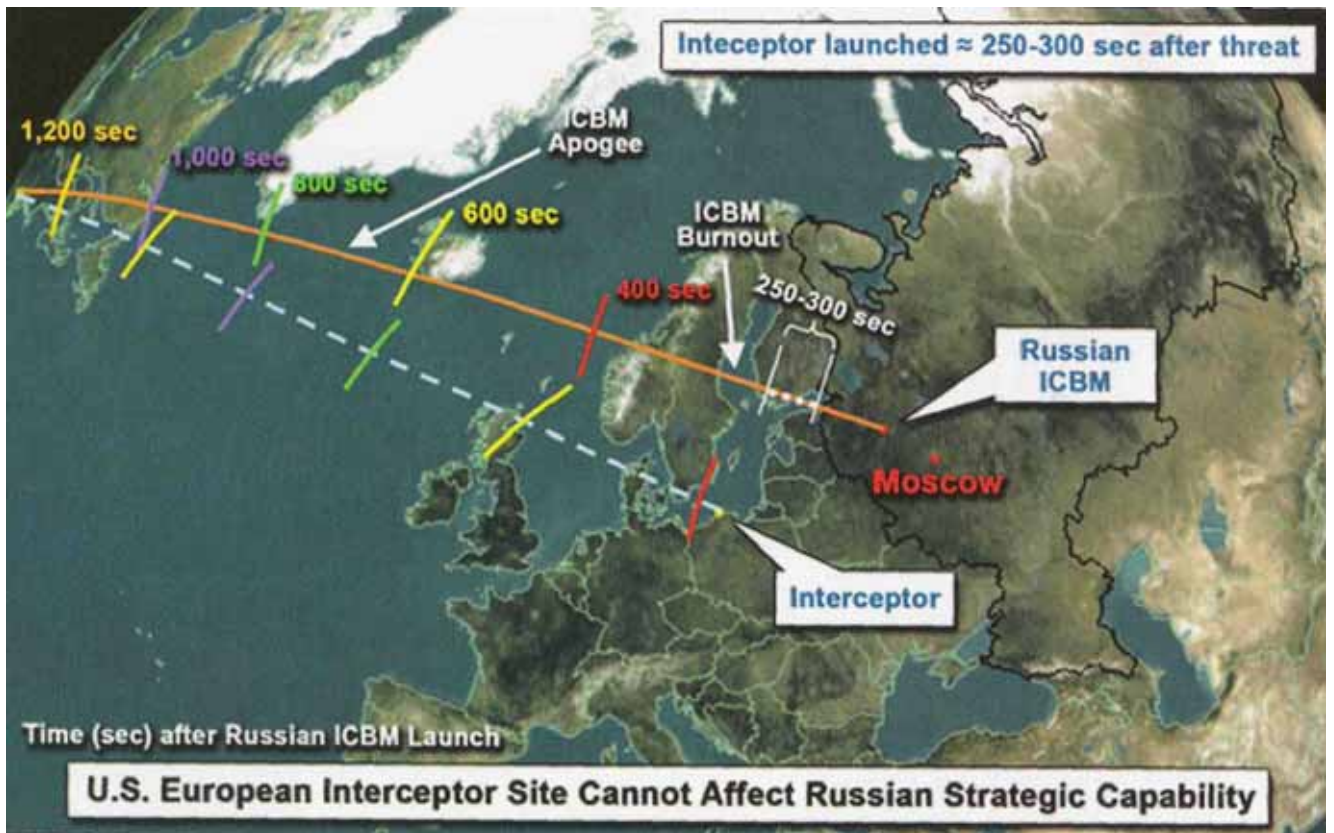 Inteceptor launched ≈ 250-300 sec after threat
1,200 sec
1,000 sec
800 sec
ICBM
Apogee
600 sec
ICBM
Burnout
400 sec
250-300 sec
Russian
ICBM
Moscow
Interceptor
Time (sec) after Russian ICBM Launch
U.S. European Interceptor Site Cannot Affect Russian Strategic Capability